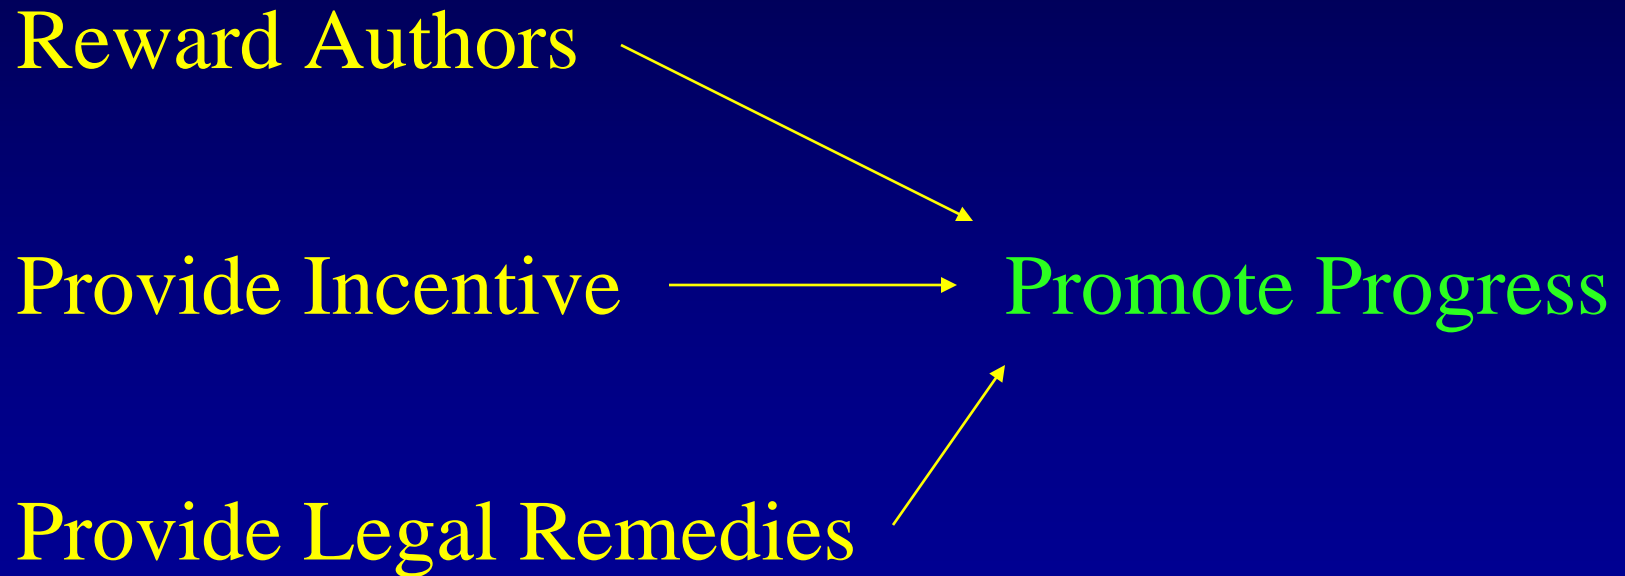 Reward Authors
Provide Incentive
Promote Progress
Provide Legal Remedies